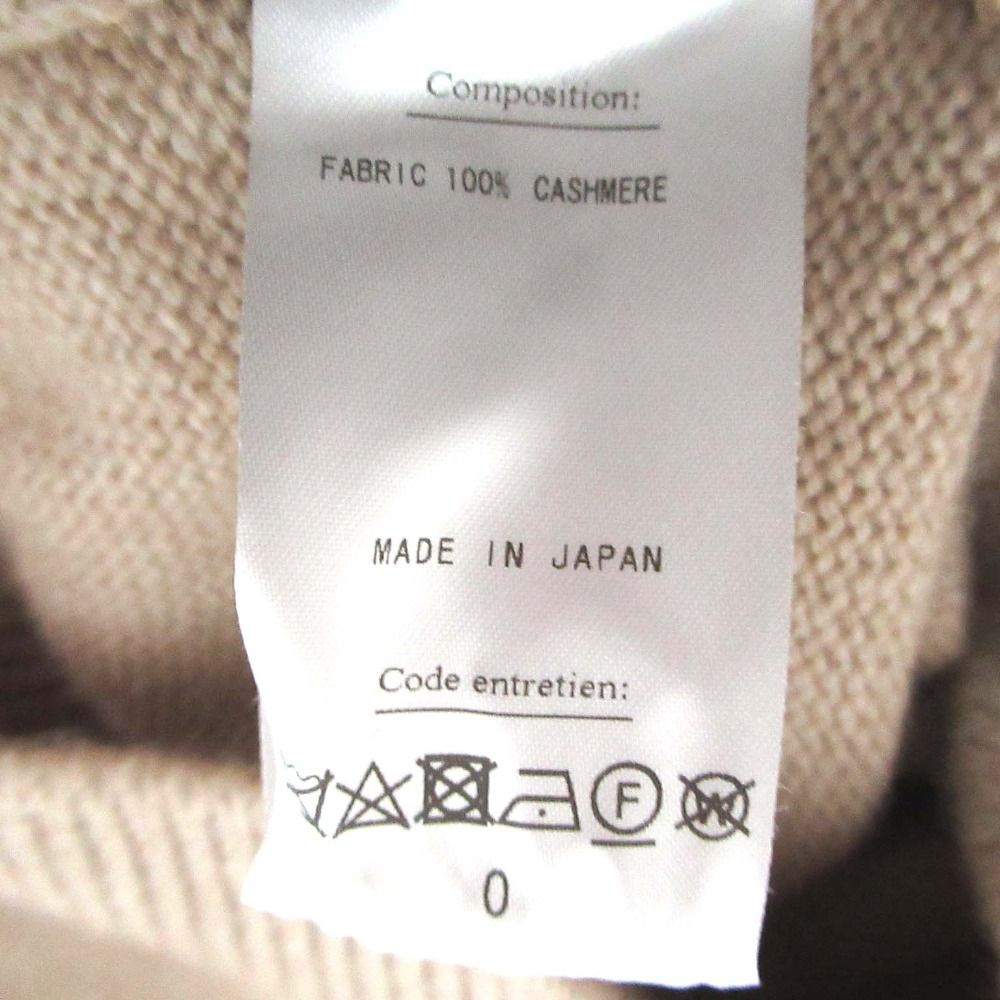 Composition:
FABRIC 100% CASHMERE
MADE IN JAPAN
Code entretien:
F W
0